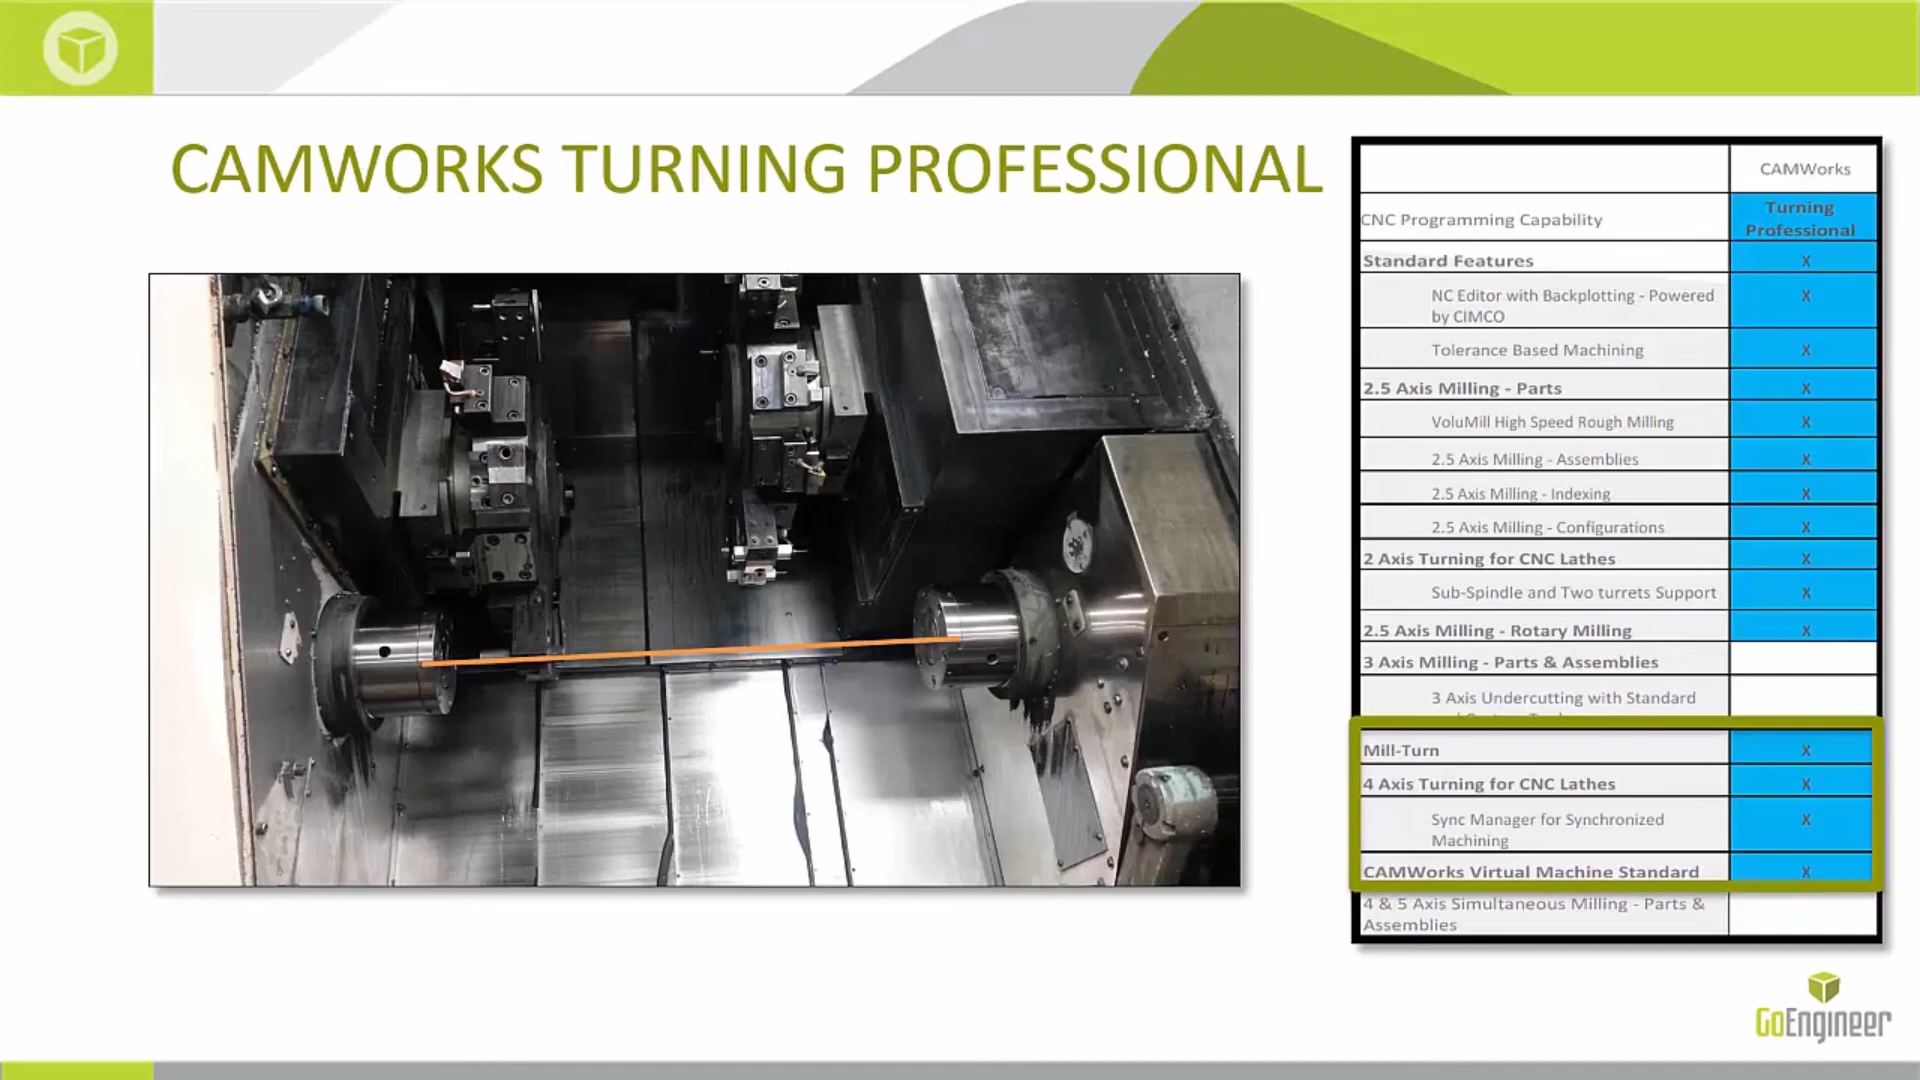 CAMWORKS TURNING PROFESSIONAL
CAMWorks
CNC Programming Capability
Turning
Professional
Standard Features X
NC Editor with Backplotting - Powered
by CIMCO
X
Tolerance Based Machining X
2.5 Axis Milling - Parts X
VoluMill High Speed Rough Milling X
2.5 Axis Milling - Assemblies X
2.5 Axis Milling - Indexing X
2.5 Axis Milling - Configurations X
2 Axis Turning for CNC Lathes X
Sub-Spindle and Two turrets Support X
2.5 Axis Milling - Rotary Milling X
3 Axis Milling - Parts & Assemblies
3 Axis Undercutting with Standard
Mill-Turn X
4 Axis Turning for CNC Lathes X
Sync Manager for Synchronized
Machining
X
CAMWorks Virtual Machine Standard X
4 & 5 Axis Simultaneous Milling - Parts &
Assemblies
GoEngineer